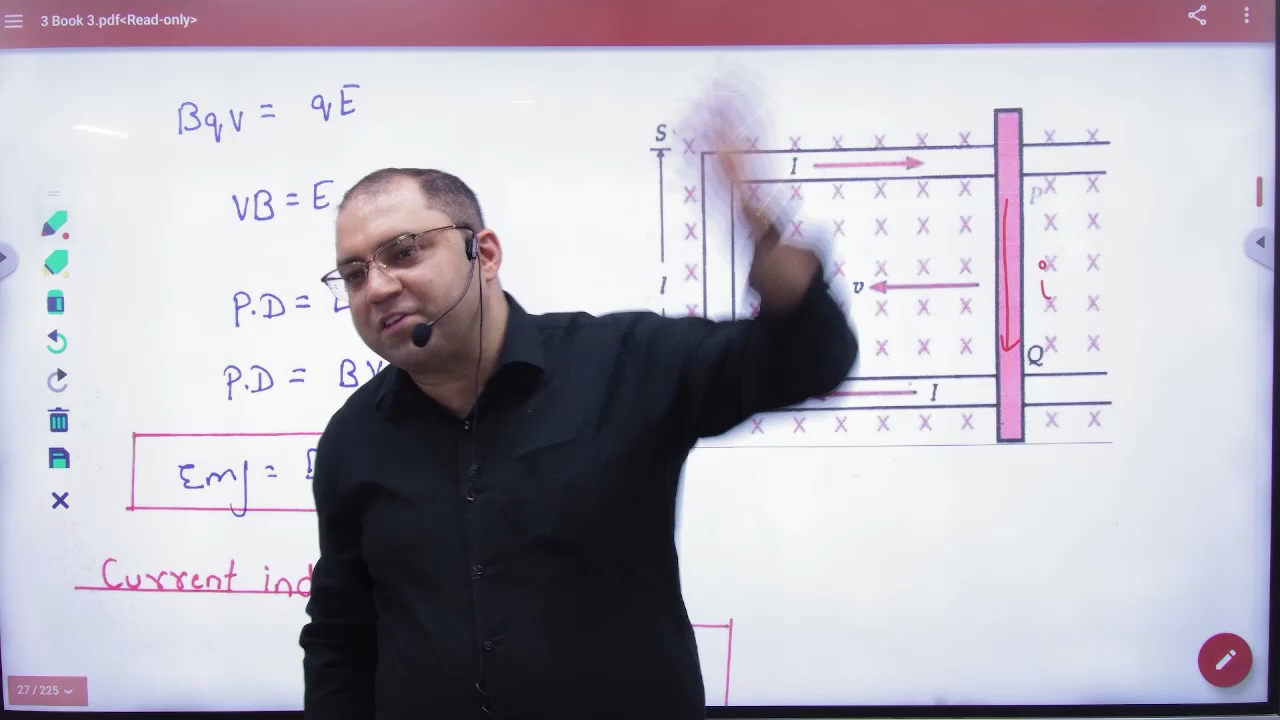 3 Book 3.pdf<Read-only>
Bqv = qE
VB = E
P.D =
P.D = BV
Emf =
Current ind
S
I
P
v
l
i
Q
I
27 / 225